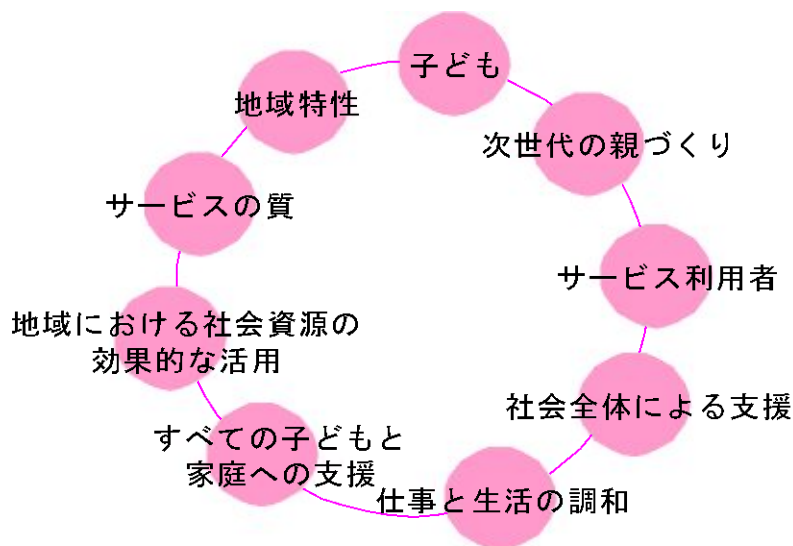 子ども
次世代の親づくり
サービス利用者
社会全体による支援
仕事と生活の調和
すべての子どもと
家庭への支援
地域における社会資源の
効果的な活用
サービスの質
地域特性